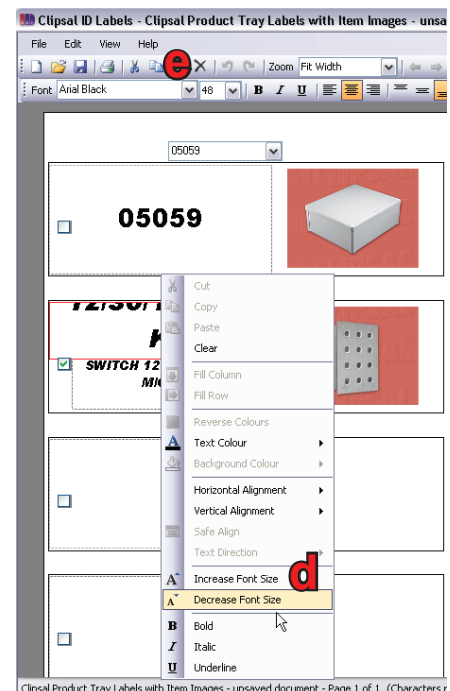 Clipsal ID Labels - Clipsal Product Tray Labels with Item Images - unsa
File Edit View Help
e
Zoom Fit Width
Font Arial Black 48 B I U
05059
05059
SWITCH 12
Cut
Copy
Paste
Clear
Fill Column
Fill Row
Reverse Colours
A Text Colour
Background Colour
Horizontal Alignment
Vertical Alignment
Safe Align
Text Direction
d
A Increase Font Size
A Decrease Font Size
B Bold
I Italic
U Underline
Clipsal Product Tray Labels with Item Images - unsaved document - Page 1 of 1 (Characters r